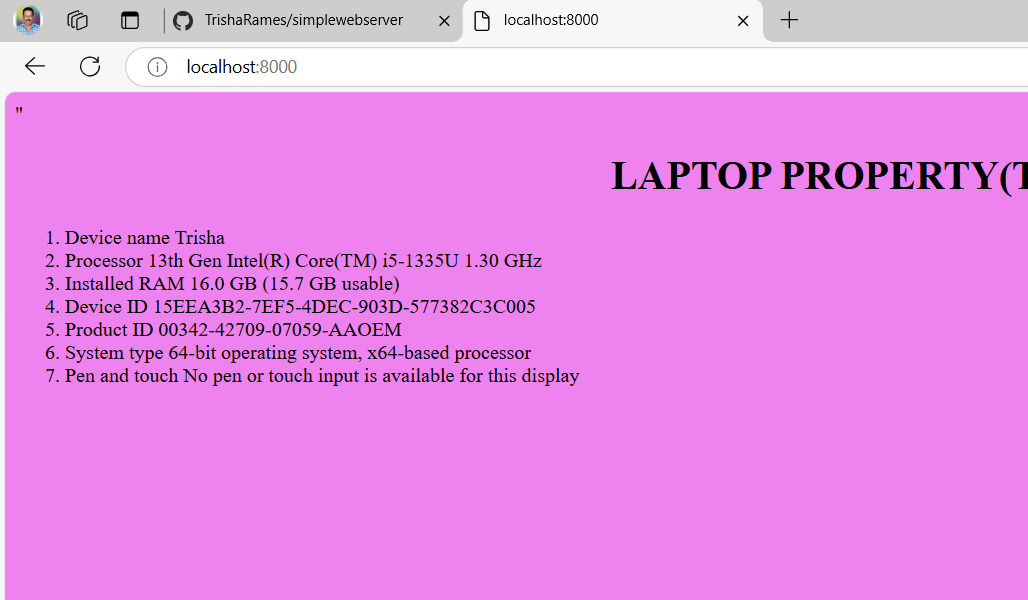 TrishaRames/simplewebserver
localhost:8000
localhost:8000
"
LAPTOP PROPERTY(T
1. Device name Trisha
2. Processor 13th Gen Intel(R) Core(TM) i5-1335U 1.30 GHz
3. Installed RAM 16.0 GB (15.7 GB usable)
4. Device ID 15EEA3B2-7EF5-4DEC-903D-577382C3C005
5. Product ID 00342-42709-07059-AAOEM
6. System type 64-bit operating system, x64-based processor
7. Pen and touch No pen or touch input is available for this display